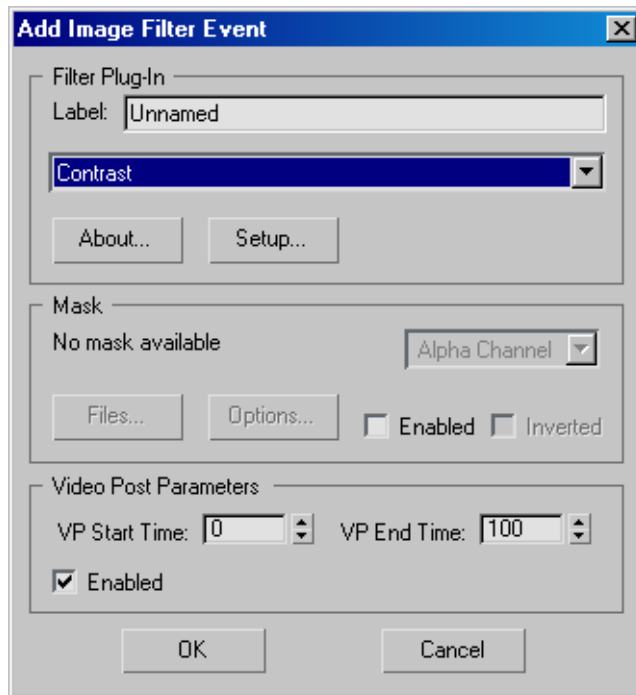 Add Image Filter Event
Filter Plug-In
Label: Unnamed
Contrast
About... Setup...
Mask
No mask available Alpha Channel
Files... Options... Enabled Inverted
Video Post Parameters
VP Start Time: 0 VP End Time: 100
Enabled
OK Cancel